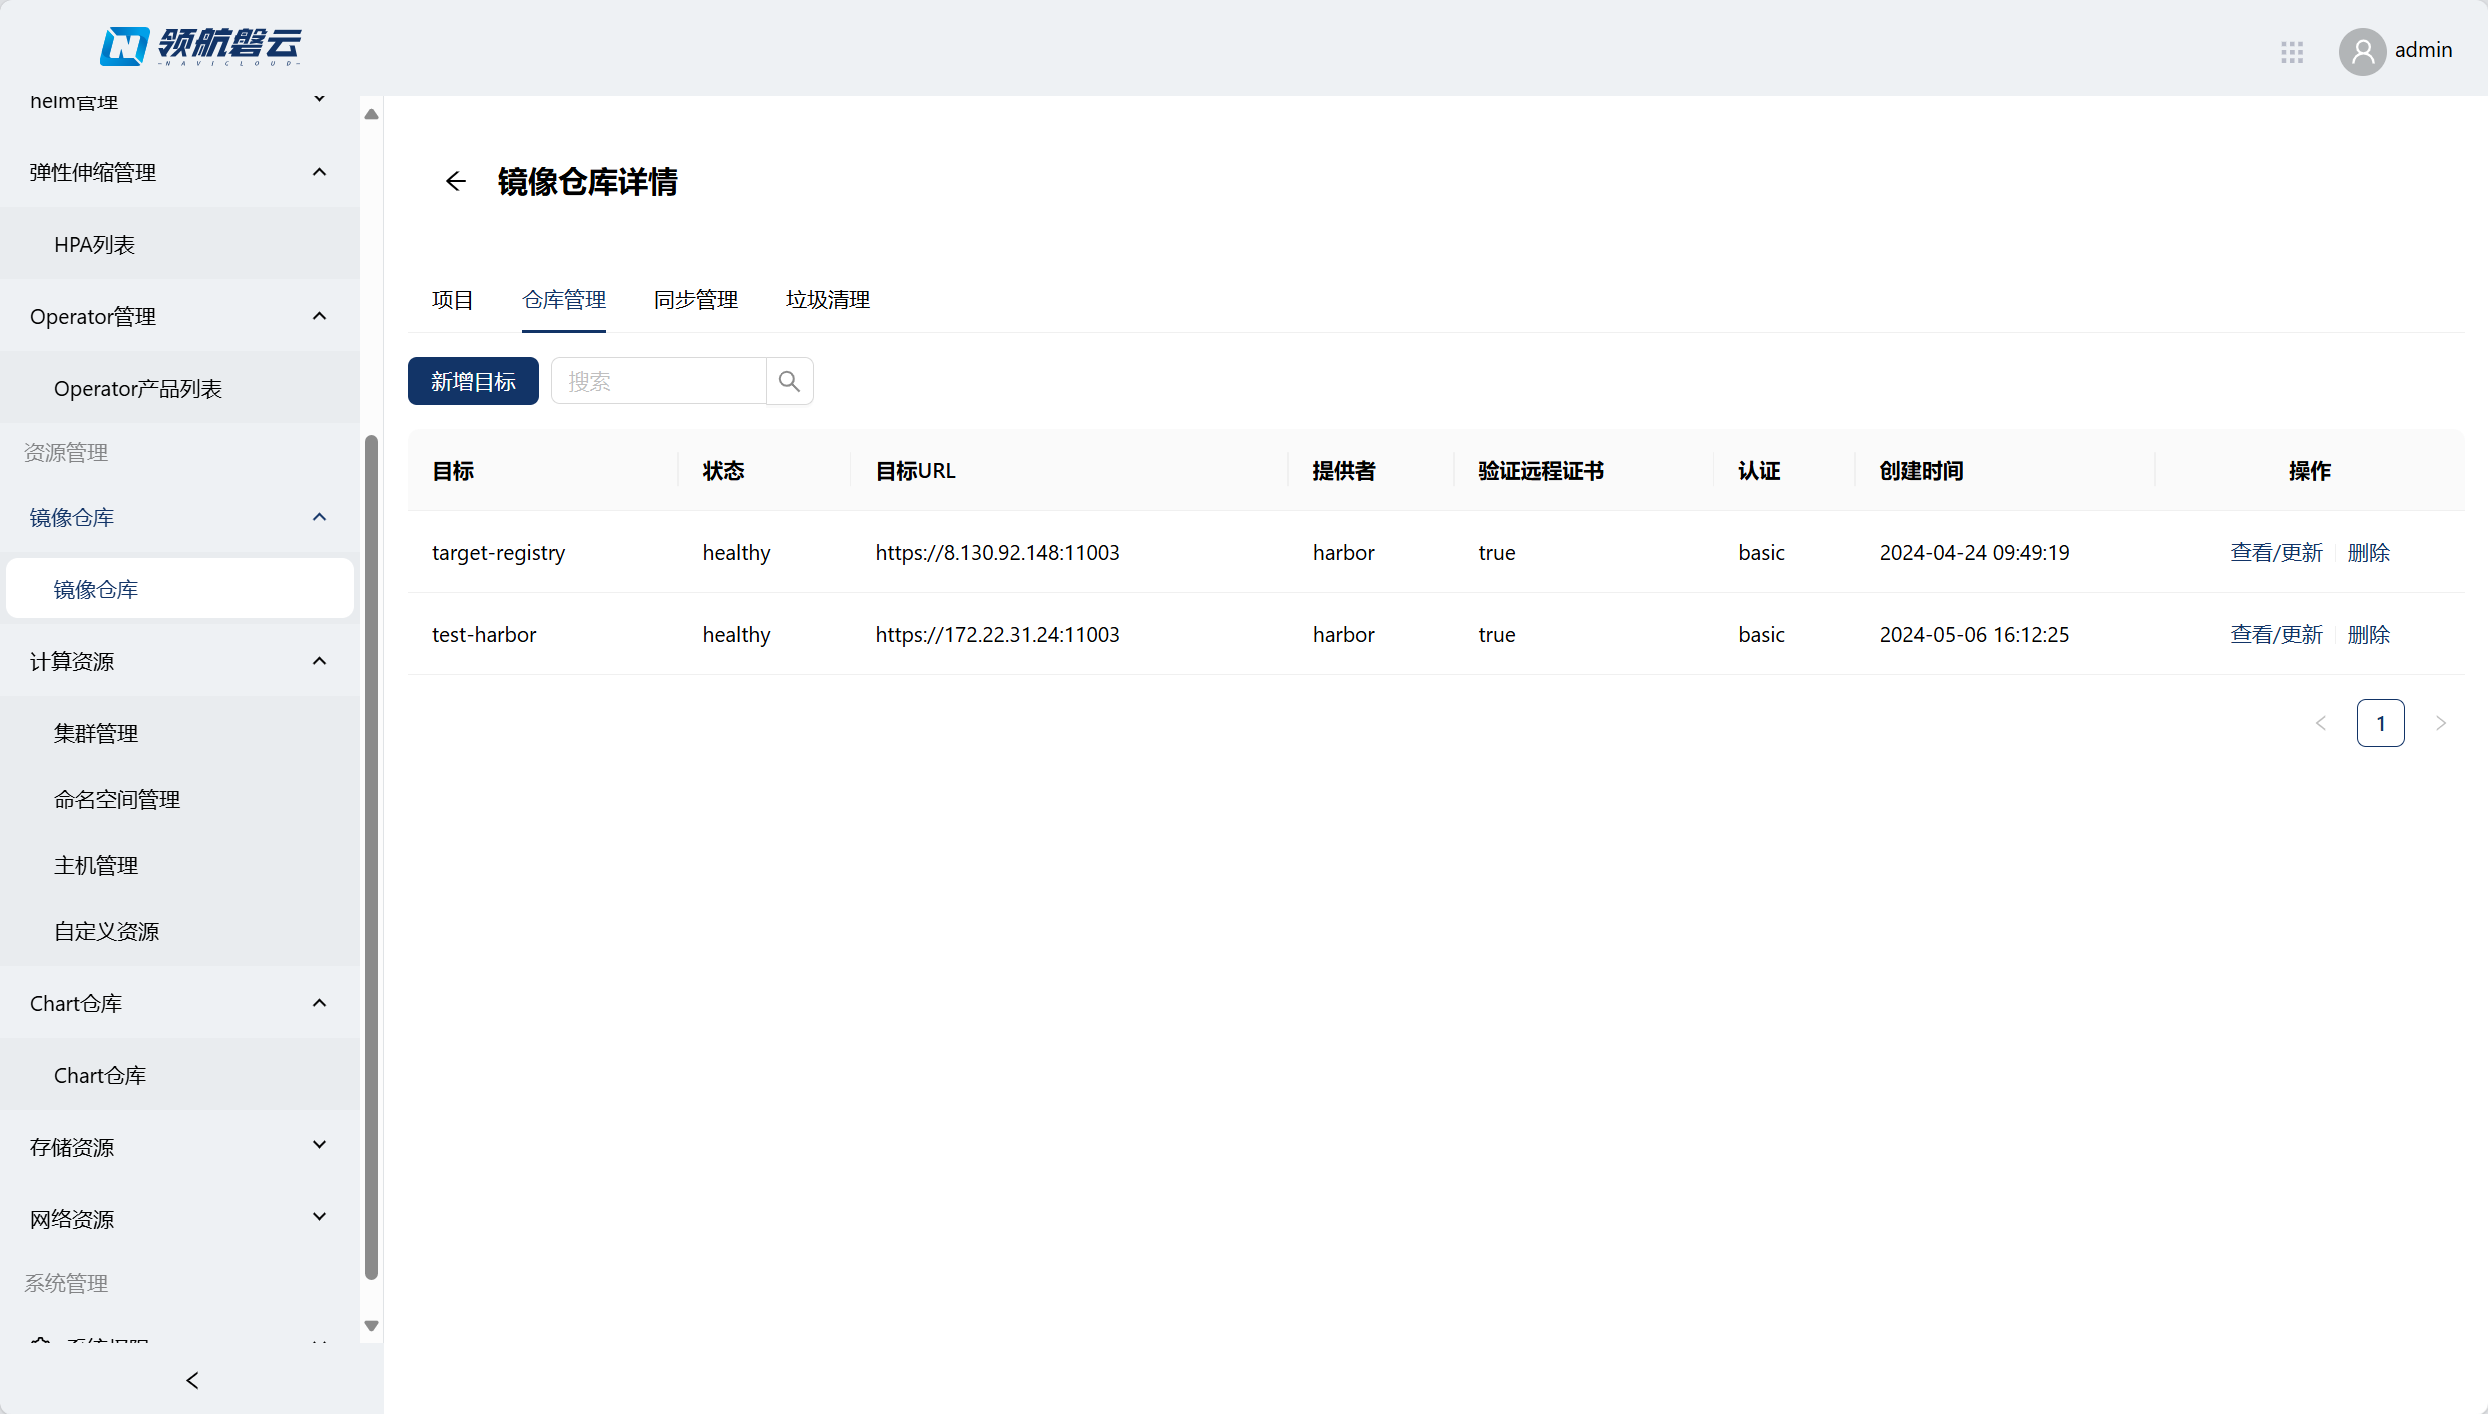 领航磐云
-NAVICLOUD-
admin
helm管理
弹性伸缩管理
HPA列表
Operator管理
Operator产品列表
资源管理
镜像仓库
镜像仓库
计算资源
集群管理
命名空间管理
主机管理
自定义资源
Chart仓库
Chart仓库
存储资源
网络资源
系统管理
系统权限
镜像仓库详情
项目 仓库管理 同步管理 垃圾清理
新增目标 搜索
目标 状态 目标URL 提供者 验证远程证书 认证 创建时间 操作
target-registry healthy https://8.130.92.148:11003 harbor true basic 2024-04-24 09:49:19 查看/更新 删除
test-harbor healthy https://172.22.31.24:11003 harbor true basic 2024-05-06 16:12:25 查看/更新 删除
1